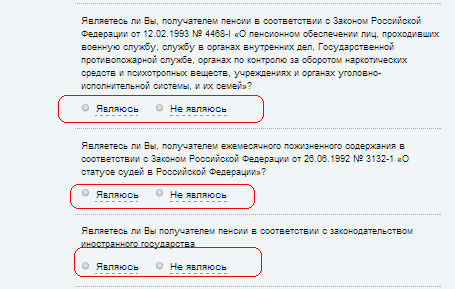 Являетесь ли Вы, получателем пенсии в соответствии с Законом Российской
Федерации от 12.02.1993 № 4468-I «О пенсионном обеспечении лиц, проходивших
военную службу, службу в органах внутренних дел, Государственной
противопожарной службе, органах по контролю за оборотом наркотических
средств и психотропных веществ, учреждениях и органах уголовно-
исполнительной системы, и их семей»?
Являюсь Не являюсь
Являетесь ли Вы, получателем ежемесячного пожизненного содержания в
соответствии с Законом Российской Федерации от 26.06.1992 № 3132-1 «О
статусе судей в Российской Федерации»?
Являюсь Не являюсь
Являетесь ли Вы получателем пенсии в соответствии с законодательством
иностранного государства
Являюсь Не являюсь